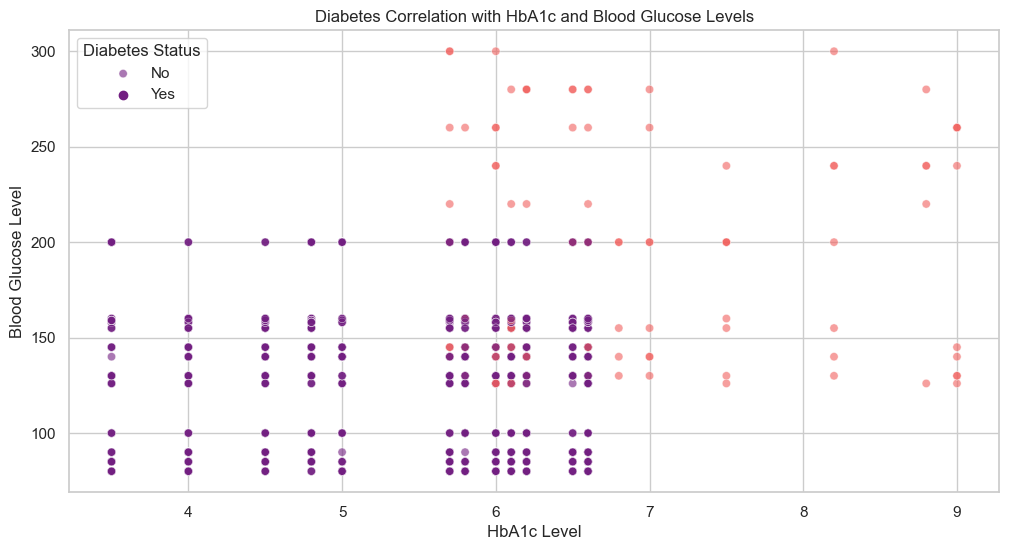 Diabetes Correlation with HbA1c and Blood Glucose Levels
Diabetes Status
No
Yes
Blood Glucose Level
300
250
200
150
100
4 5 6 7 8 9
HbA1c Level